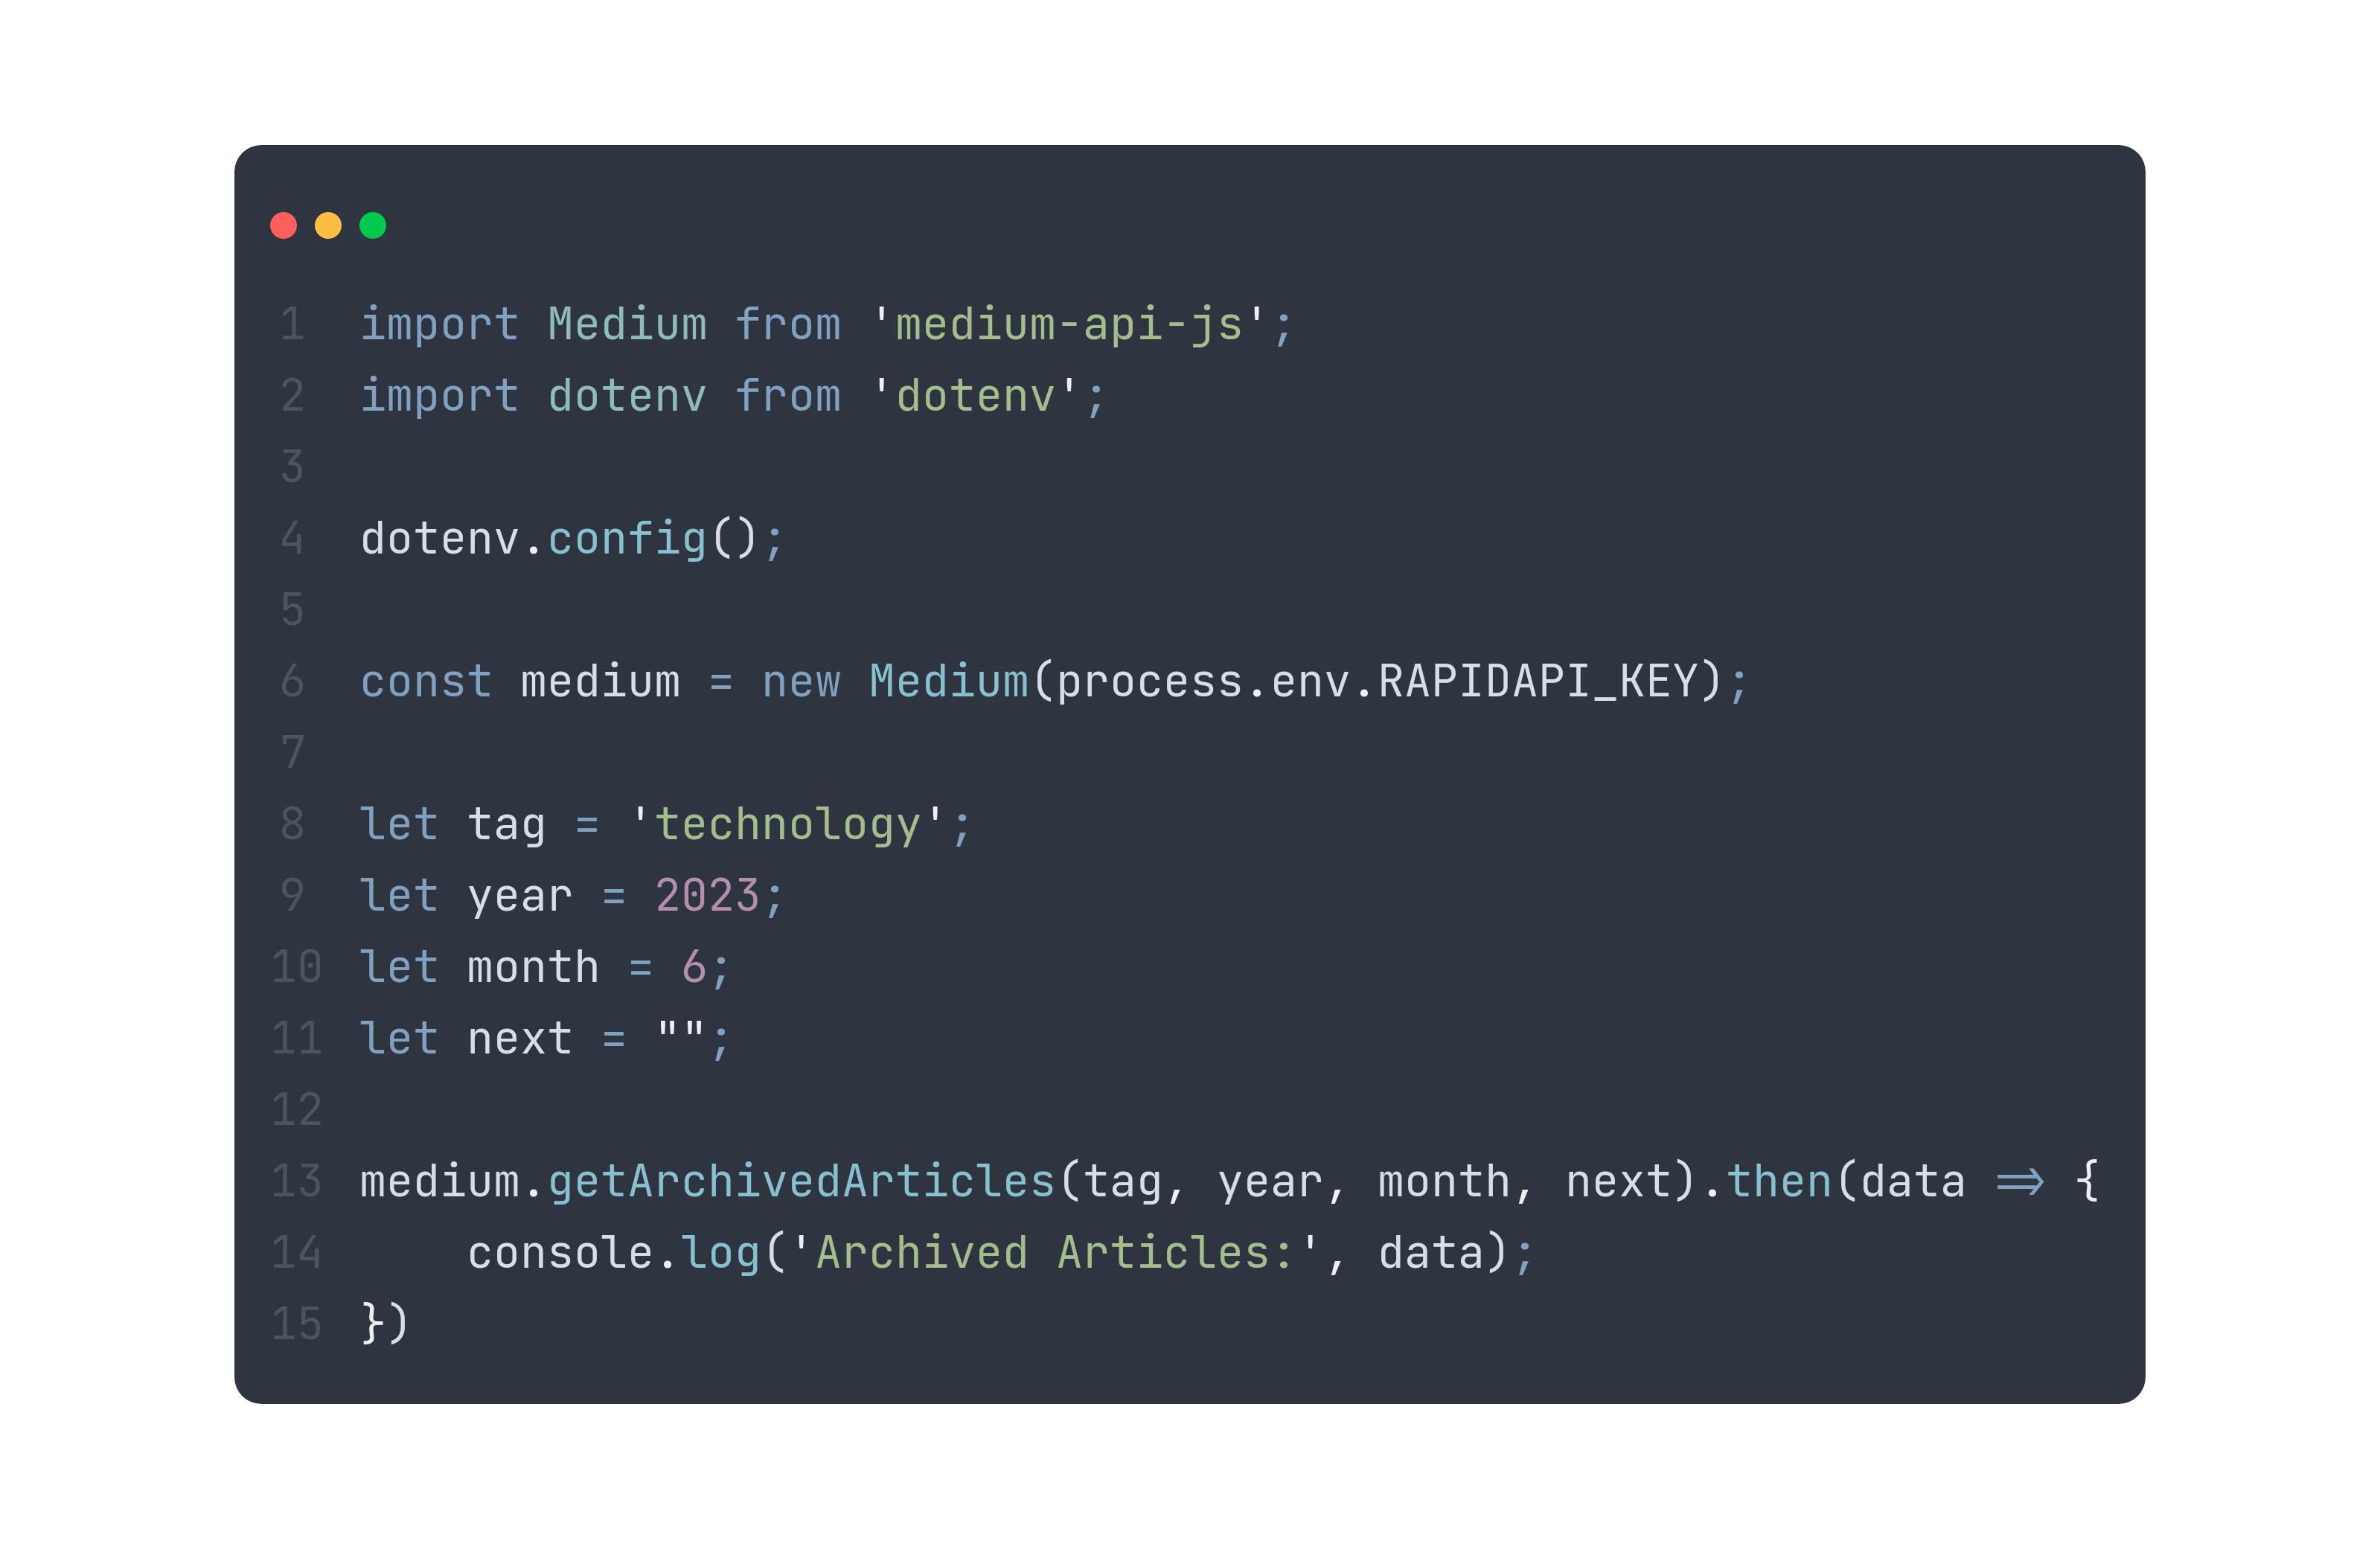 1 import Medium from 'medium-api-js';
2 import dotenv from 'dotenv';
3
4 dotenv.config();
5
6 const medium = new Medium(process.env.RAPIDAPI_KEY);
7
8 let tag = 'technology';
9 let year = 2023;
10 let month = 6;
11 let next = "";
12
13 medium.getArchivedArticles(tag, year, month, next).then(data => {
14     console.log('Archived Articles:', data);
15 })